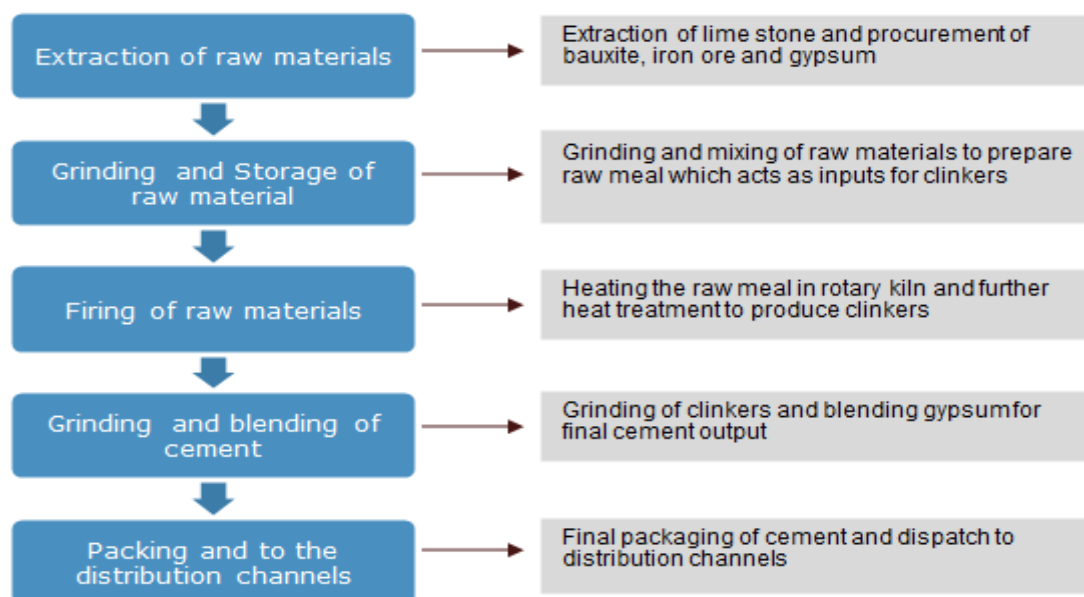 Extraction of raw materials
Extraction of lime stone and procurement of
bauxite, iron ore and gypsum
Grinding and Storage of
raw material
Grinding and mixing of raw materials to prepare
raw meal which acts as inputs for clinkers
Firing of raw materials
Heating the raw meal in rotary kiln and further
heat treatment to produce clinkers
Grinding and blending of
cement
Grinding of clinkers and blending gypsum for
final cement output
Packing and to the
distribution channels
Final packaging of cement and dispatch to
distribution channels